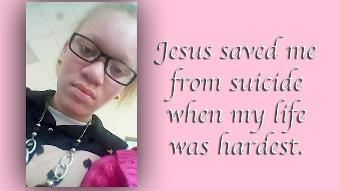 Jesus saved me
from suicide
when my life
was hardest.